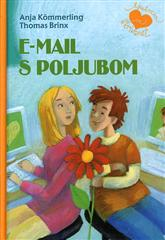 Anja Kömmerling
Thomas Brinx
E-MAIL
S POLJUBOM